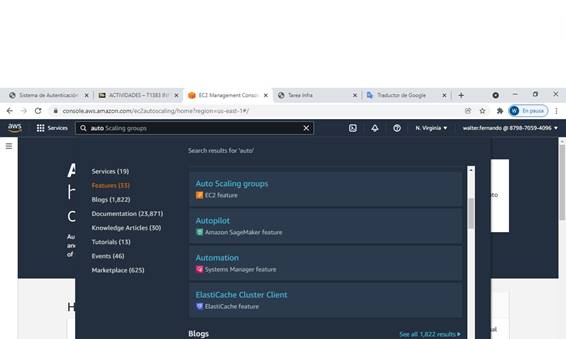 Sistema de Autenticación
ACTIVIDADES – T13B3
EC2 Management Conso
Tarea Infra
Traductor de Google
console.aws.amazon.com/ec2autoscaling/home?region=us-east-1#/
W
En pausa
aws
Services
auto Scaling groups
N. Virginia
walter.fernando @ 8798-7059-4096
Search results for 'auto'
Services (19)
Features (33)
Blogs (1,822)
Documentation (23,871)
Knowledge Articles (30)
Tutorials (13)
Events (46)
Marketplace (625)
Auto Scaling groups
EC2 feature
Autopilot
Amazon SageMaker feature
Automation
Systems Manager feature
ElastiCache Cluster Client
ElastiCache feature
Blogs
See all 1,822 results